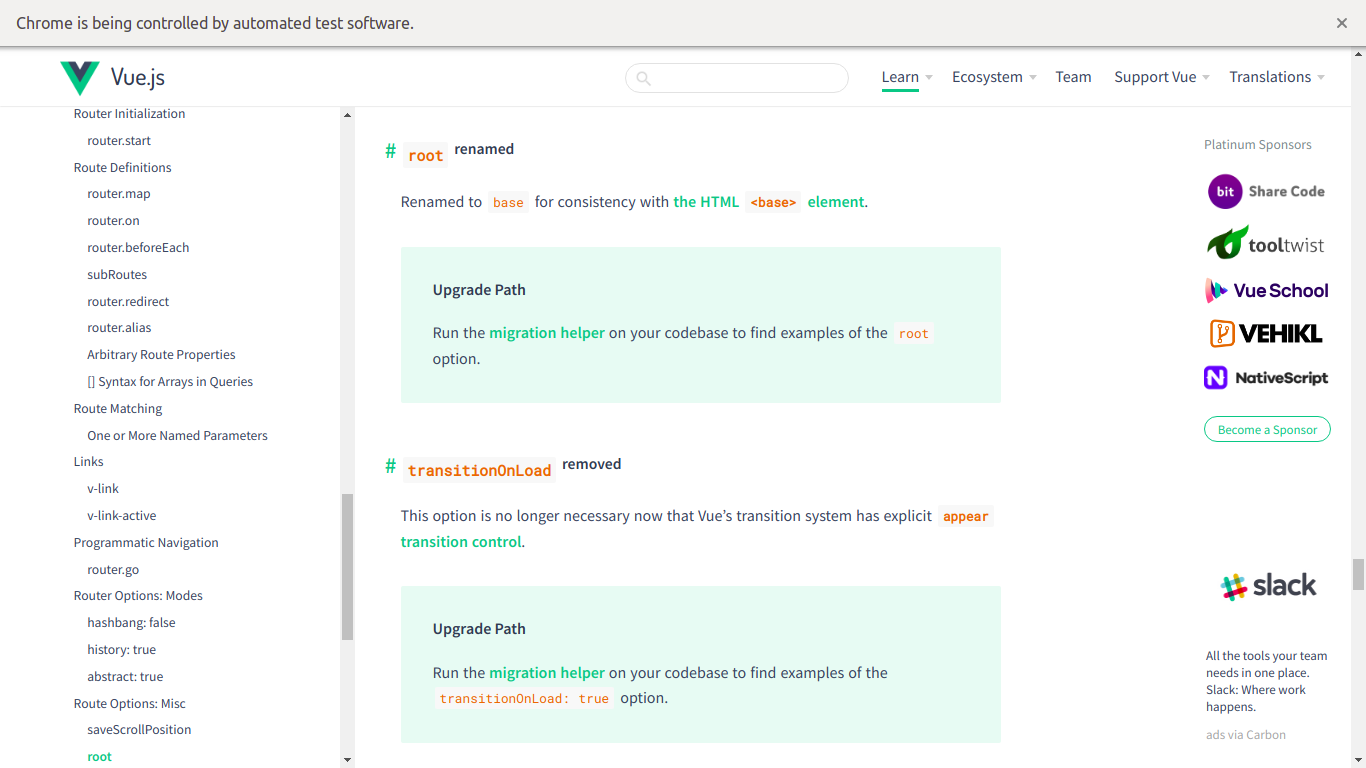 Chrome is being controlled by automated test software.
Vue.js
Learn
Ecosystem
Team
Support Vue
Translations
Router Initialization
router.start
Route Definitions
router.map
router.on
router.beforeEach
subRoutes
router.redirect
router.alias
Arbitrary Route Properties
[] Syntax for Arrays in Queries
Route Matching
One or More Named Parameters
Links
v-link
v-link-active
Programmatic Navigation
router.go
Router Options: Modes
hashbang: false
history: true
abstract: true
Route Options: Misc
saveScrollPosition
root
# root renamed
Renamed to base for consistency with the HTML <base> element.
Upgrade Path
Run the migration helper on your codebase to find examples of the root
option.
# transitionOnLoad removed
This option is no longer necessary now that Vue's transition system has explicit appear
transition control.
Upgrade Path
Run the migration helper on your codebase to find examples of the
transitionOnLoad: true option.
Platinum Sponsors
bit Share Code
tooltwist
Vue School
VEHIKL
N NativeScript
Become a Sponsor
slack
All the tools your team
needs in one place.
Slack: Where work
happens.
ads via Carbon